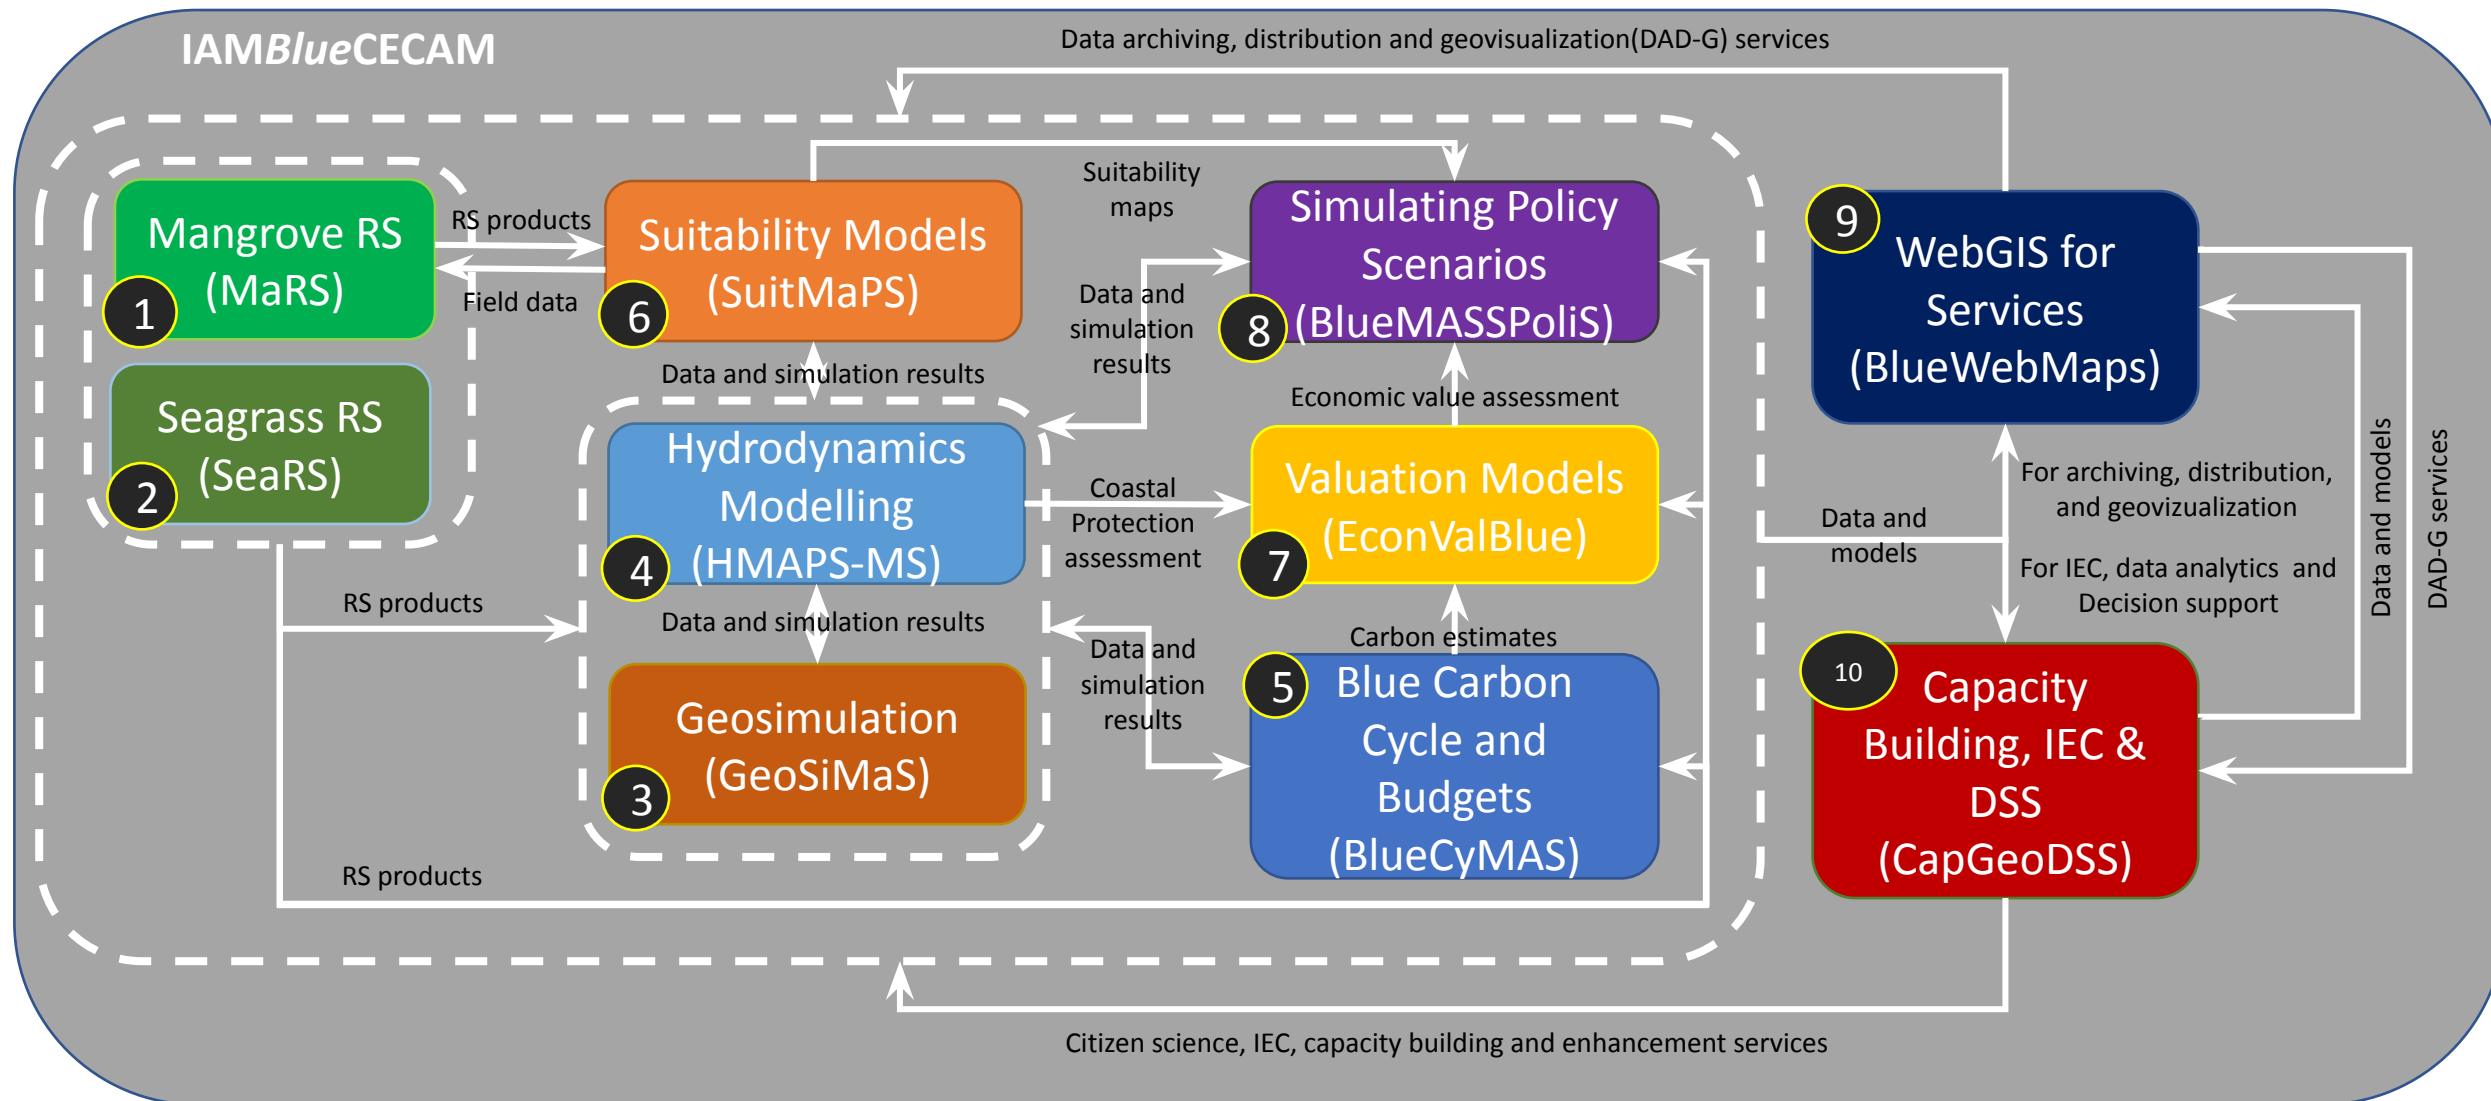 IAMBlueCECAM
Data archiving, distribution and geovisualization(DAD-G) services
Mangrove RS
(MaRS)
1
RS products
Field data
Suitability Models
(SuitMaPS)
6
Suitability
maps
Simulating Policy
Scenarios
(BlueMASSPoliS)
8
9
WebGIS for
Services
(BlueWebMaps)
Seagrass RS
(SeaRS)
2
Data and simulation results
Data and
simulation
results
Economic value assessment
Hydrodynamics
Modelling
(HMAPS-MS)
4
Coastal
Protection
assessment
Valuation Models
(EconValBlue)
7
Data and
models
For archiving, distribution,
and geovizualization
For IEC, data analytics and
Decision support
Data and models
DAD-G services
RS products
Data and simulation results
Data and
simulation
results
Carbon estimates
Geosimulation
(GeoSiMaS)
3
5
Blue Carbon
Cycle and
Budgets
(BlueCyMAS)
10
Capacity
Building, IEC &
DSS
(CapGeoDSS)
RS products
Citizen science, IEC, capacity building and enhancement services